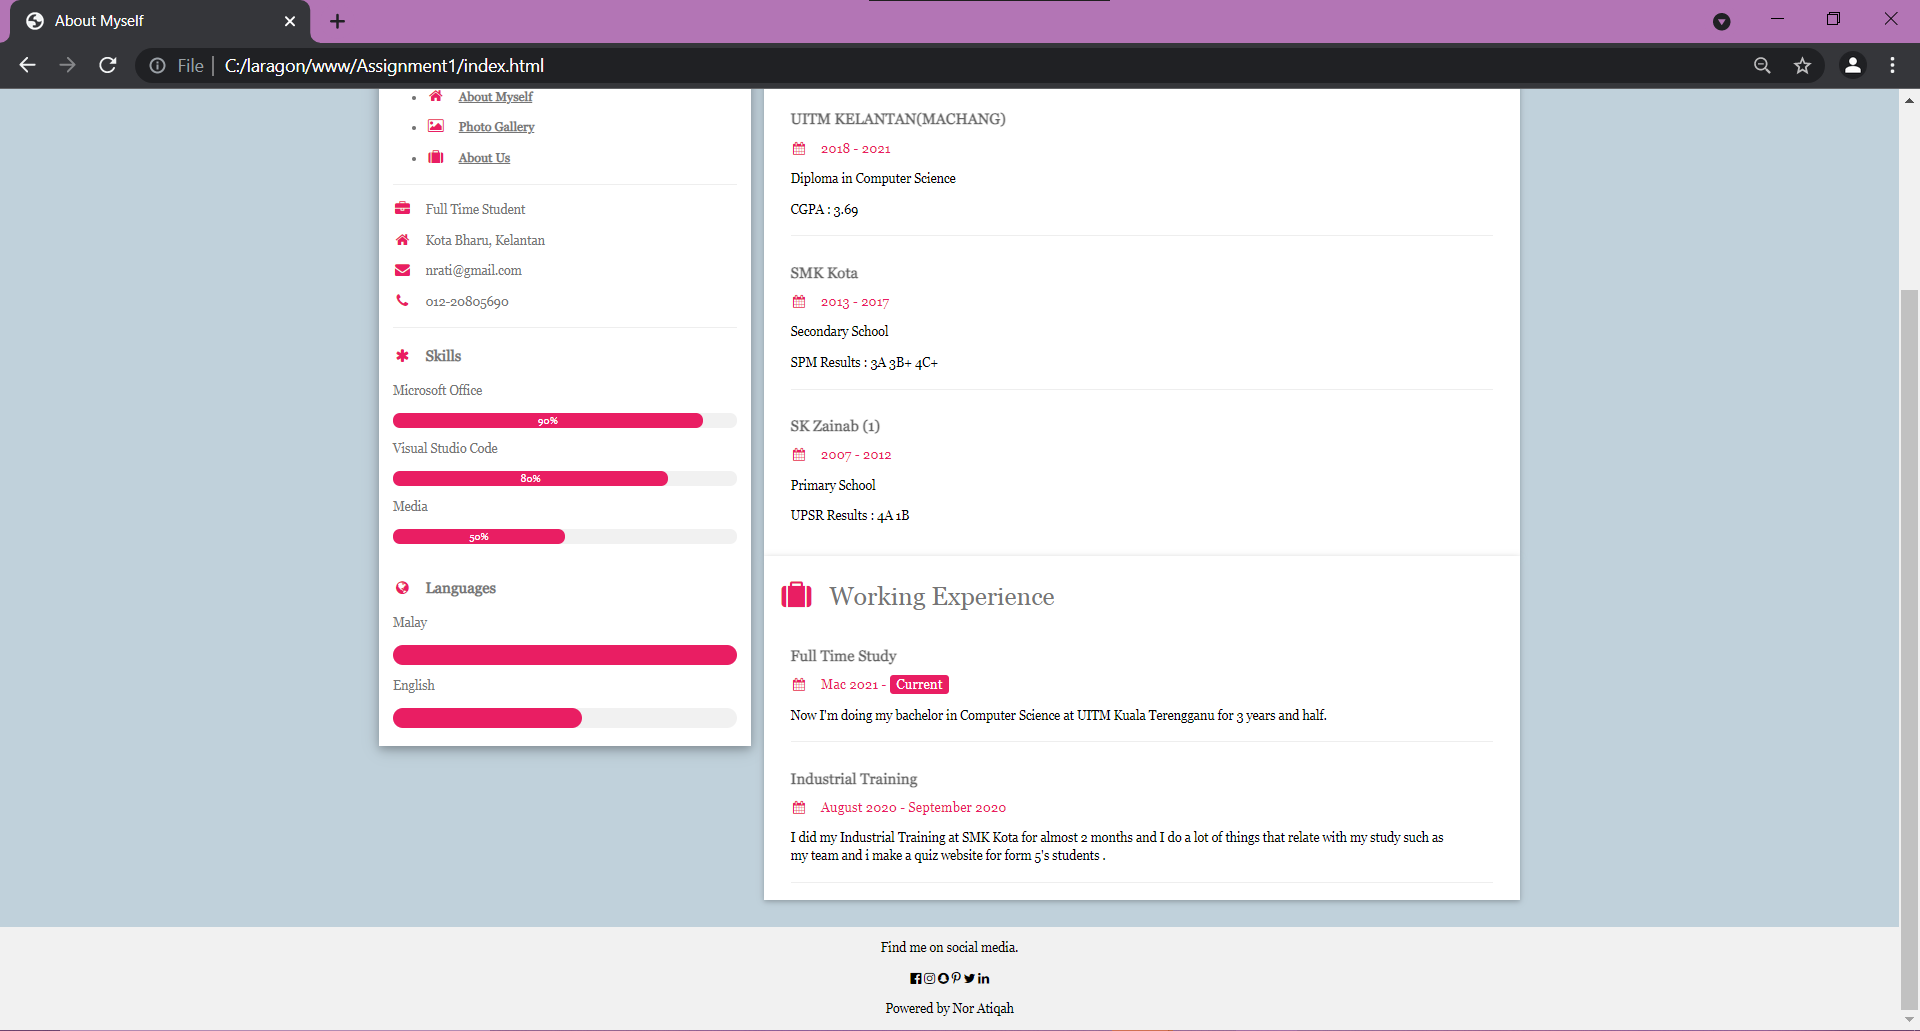 About Myself
File
C:/laragon/www/Assignment1/index.html
About Myself
Photo Gallery
About Us
Full Time Student
Kota Bharu, Kelantan
nrati@gmail.com
012-20805690
Skills
Microsoft Office
90%
Visual Studio Code
80%
Media
50%
Languages
Malay
English
UITM KELANTAN(MACHANG)
2018 - 2021
Diploma in Computer Science
CGPA : 3.69
SMK Kota
2013 - 2017
Secondary School
SPM Results : 3A 3B+ 4C+
SK Zainab (1)
2007 - 2012
Primary School
UPSR Results : 4A 1B
Working Experience
Full Time Study
Mac 2021 - Current
Now I'm doing my bachelor in Computer Science at UITM Kuala Terengganu for 3 years and half.
Industrial Training
August 2020 - September 2020
I did my Industrial Training at SMK Kota for almost 2 months and I do a lot of things that relate with my study such as
my team and i make a quiz website for form 5's students .
Find me on social media.
Powered by Nor Atiqah